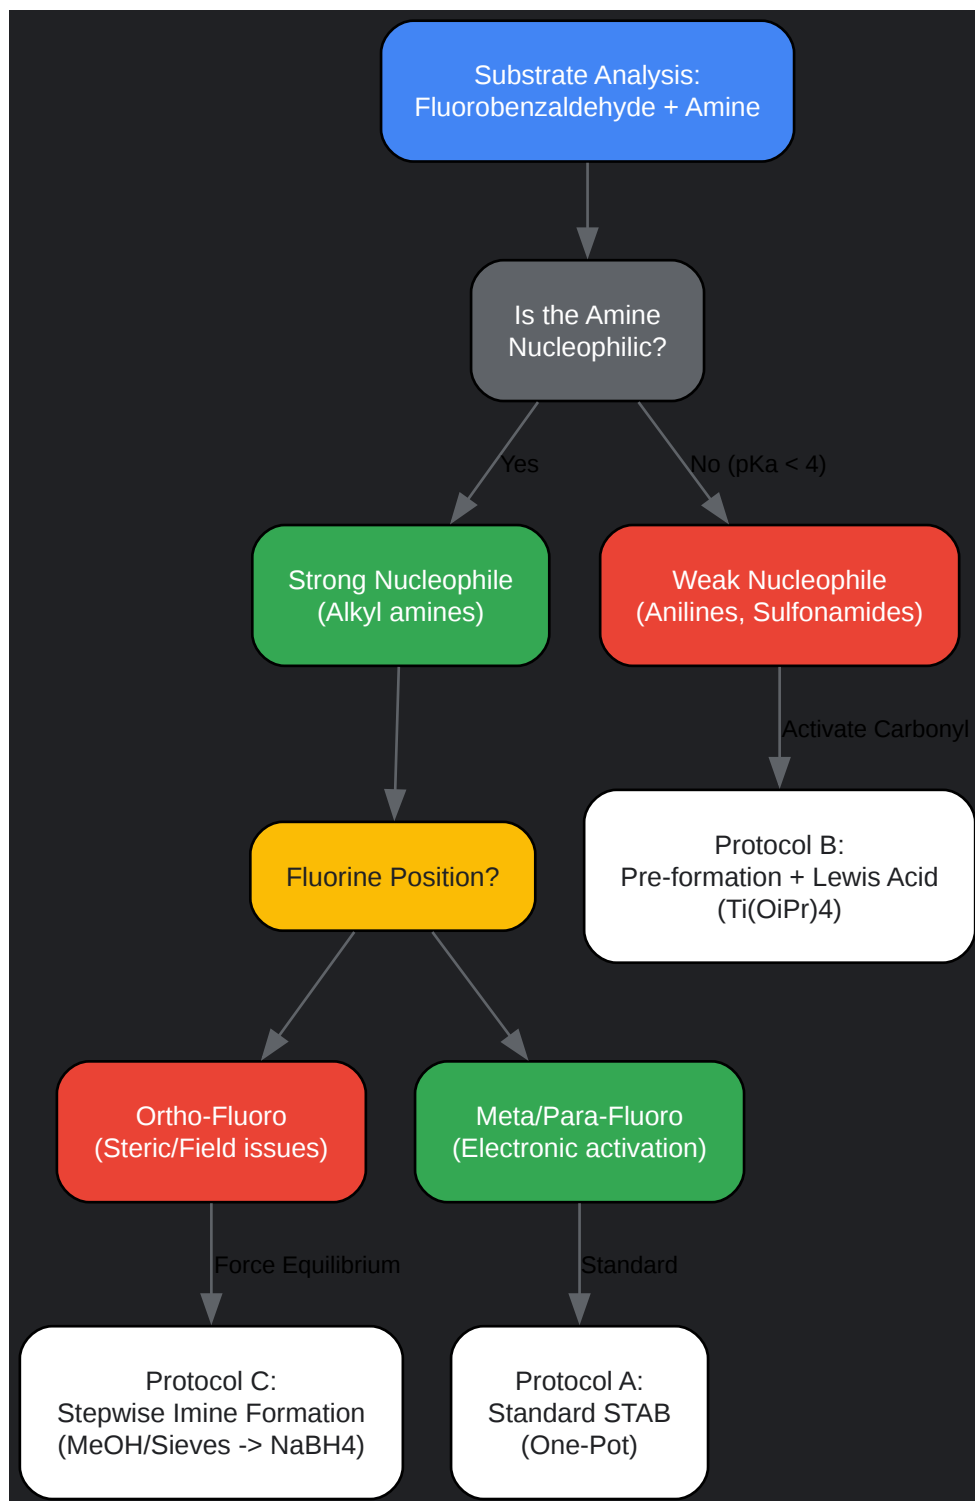 Substrate Analysis:
Fluorobenzaldehyde + Amine
Is the Amine
Nucleophilic?
Yes
No (pKa < 4)
Strong Nucleophile
(Alkyl amines)
Weak Nucleophile
(Anilines, Sulfonamides)
Activate Carbonyl
Fluorine Position?
Protocol B:
Pre-formation + Lewis Acid
(Ti(OiPr)4)
Ortho-Fluoro
(Steric/Field issues)
Meta/Para-Fluoro
(Electronic activation)
Force Equilibrium
Standard
Protocol C:
Stepwise Imine Formation
(MeOH/Sieves -> NaBH4)
Protocol A:
Standard STAB
(One-Pot)